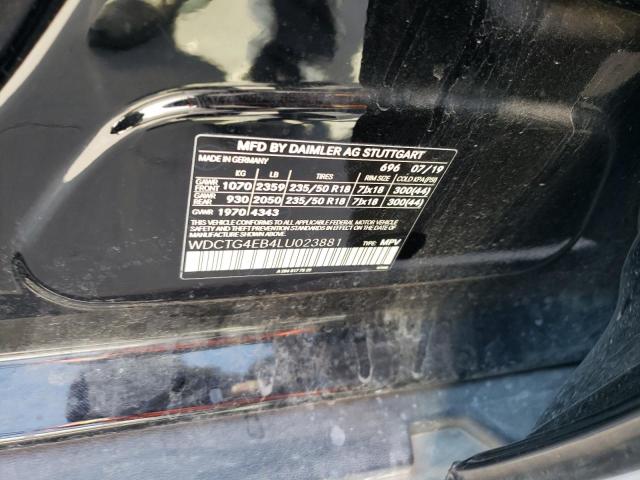 MFD BY DAIMLER AG STUTTGART
MADE IN GERMANY 696 07/19
KG LB TIRES RIM SIZE COLD KPA(PSI)
GAWR FRONT 1070 2359 235/50 R18 7Jx18 300(44)
GAWR REAR 930 2050 235/50 R18 7Jx18 300(44)
GVWR 1970 4343
THIS VEHICLE CONFORMS TO ALL APPLICABLE FEDERAL MOTOR VEHICLE
SAFETY, BUMPER, AND THEFT PREVENTION STANDARDS IN EFFECT ON THE DATE OF
MANUFACTURE SHOWN ABOVE.
WDCTG4EB4LU023881 TYPE: MPV